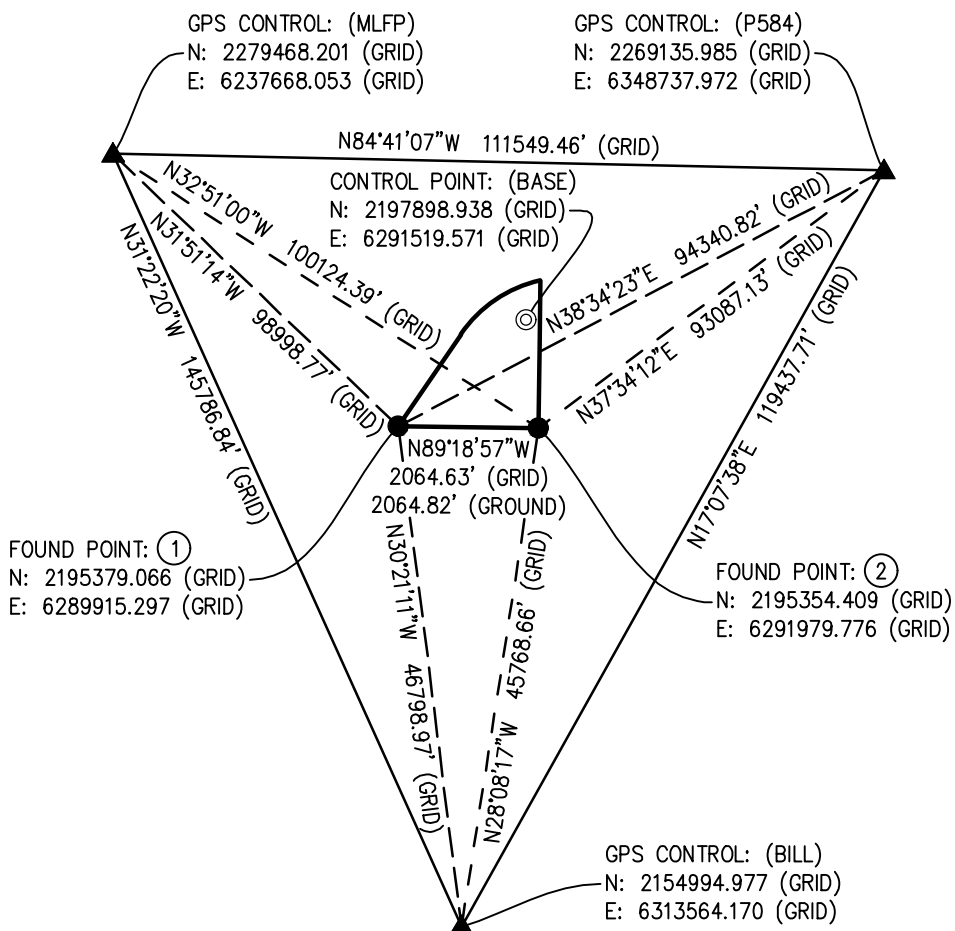 GPS CONTROL: (MLFP)
N: 2279468.201 (GRID)
E: 6237668.053 (GRID)
GPS CONTROL: (P584)
N: 2269135.985 (GRID)
E: 6348737.972 (GRID)
N84°41'07"W 111549.46' (GRID)
CONTROL POINT: (BASE)
N: 2197898.938 (GRID)
E: 6291519.571 (GRID)
N32°51'00"W 100124.39' (GRID)
N31°51'14"W 98998.77' (GRID)
N31°22'20"W 145786.84' (GRID)
N38°34'23"E 94340.82' (GRID)
N37°34'12"E 93087.13' (GRID)
N17°07'38"E 119437.71' (GRID)
N89°18'57"W
2064.63' (GRID)
2064.82' (GROUND)
FOUND POINT: 1
N: 2195379.066 (GRID)
E: 6289915.297 (GRID)
FOUND POINT: 2
N: 2195354.409 (GRID)
E: 6291979.776 (GRID)
N30°21'11"W 46798.97' (GRID)
N28°08'17"W 45768.66' (GRID)
GPS CONTROL: (BILL)
N: 2154994.977 (GRID)
E: 6313564.170 (GRID)